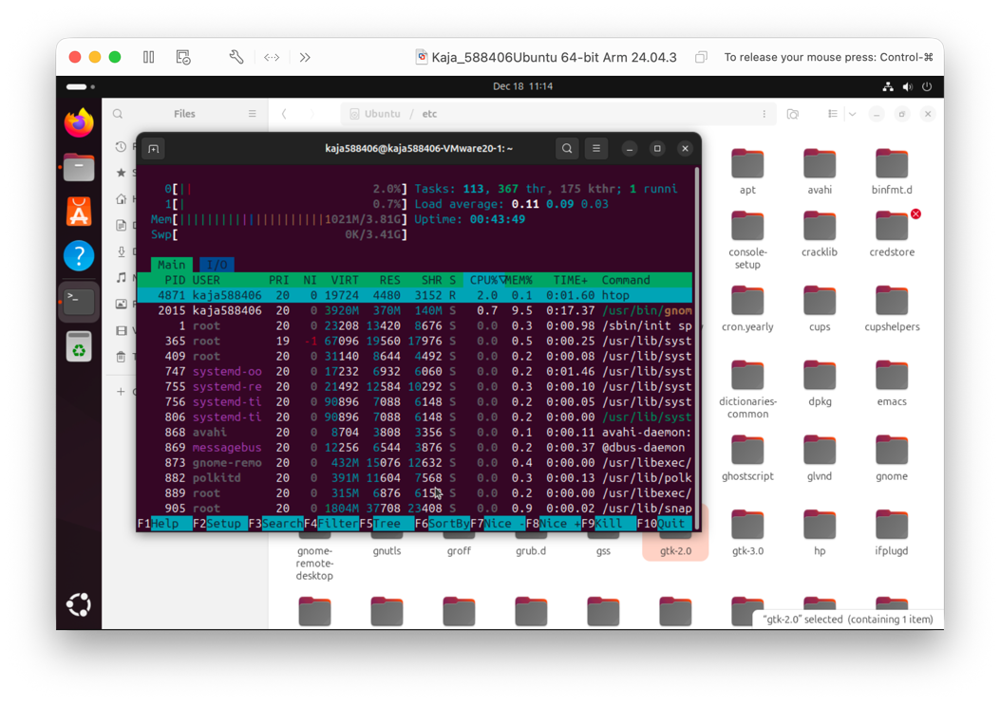 Kaja_588406Ubuntu 64-bit Arm 24.04.3
To release your mouse press: Control-⌘
Dec 18 11:14
Files
Ubuntu / etc
kaja588406@kaja588406-VMware20-1: ~
0[|| 2.0%] Tasks: 113, 367 thr, 175 kthr; 1 runni
1[| 0.7%] Load average: 0.11 0.09 0.03
Mem[|||||||||||||||||||||||1021M/3.81G] Uptime: 00:43:49
Swp[ 0K/3.41G]
Main I/O
PID USER PRI NI VIRT RES SHR S CPU%▽MEM% TIME+ Command
4871 kaja588406 20 0 19724 4480 3152 R 2.0 0.1 0:01.60 htop
2015 kaja588406 20 0 3920M 370M 140M S 0.7 9.5 0:17.37 /usr/bin/gnom
1 root 20 0 23208 13420 8676 S 0.0 0.3 0:00.98 /sbin/init sp
365 root 19 -1 67096 19560 17976 S 0.0 0.5 0:00.25 /usr/lib/syst
409 root 20 0 31140 8644 4492 S 0.0 0.2 0:00.08 /usr/lib/syst
747 systemd-oo 20 0 17232 6932 6060 S 0.0 0.2 0:01.46 /usr/lib/syst
755 systemd-re 20 0 21492 12584 10292 S 0.0 0.3 0:00.10 /usr/lib/syst
756 systemd-ti 20 0 90896 7088 6148 S 0.0 0.2 0:00.05 /usr/lib/syst
806 systemd-ti 20 0 90896 7088 6148 S 0.0 0.2 0:00.00 /usr/lib/syst
868 avahi 20 0 8704 3808 3356 S 0.0 0.1 0:00.11 avahi-daemon:
869 messagebus 20 0 12256 6544 3876 S 0.0 0.2 0:00.37 @dbus-daemon
873 gnome-remo 20 0 432M 15076 12632 S 0.0 0.4 0:00.00 /usr/libexec/
882 polkitd 20 0 391M 11604 7568 S 0.0 0.3 0:00.13 /usr/lib/polk
889 root 20 0 315M 6876 615 S 0.0 0.2 0:00.00 /usr/libexec/
905 root 20 0 1804M 37708 23408 S 0.0 0.9 0:00.02 /usr/lib/snap
F1Help F2Setup F3SearchF4FilterF5Tree F6SortByF7Nice -F8Nice +F9Kill F10Quit
apt avahi binfmt.d
console-setup cracklib credstore
cron.yearly cups cupshelpers
dictionaries-common dpkg emacs
ghostscript glvnd gnome
gnome-remote-desktop gnutls groff grub.d gss gtk-2.0 gtk-3.0 hp ifplugd
"gtk-2.0" selected (containing 1 item)